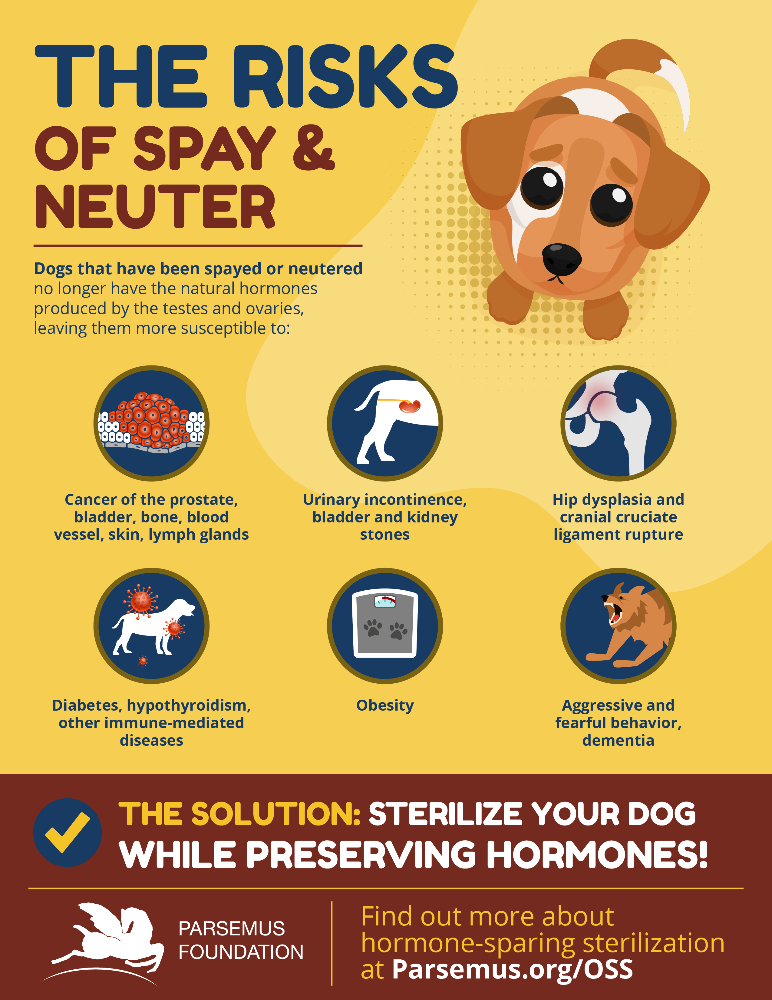 THE RISKS
OF SPAY &
NEUTER
Dogs that have been spayed or neutered
no longer have the natural hormones
produced by the testes and ovaries,
leaving them more susceptible to:
Cancer of the prostate,
bladder, bone, blood
vessel, skin, lymph glands
Urinary incontinence,
bladder and kidney
stones
Hip dysplasia and
cranial cruciate
ligament rupture
Diabetes, hypothyroidism,
other immune-mediated
diseases
Obesity
Aggressive and
fearful behavior,
dementia
THE SOLUTION: STERILIZE YOUR DOG
WHILE PRESERVING HORMONES!
PARSEMUS
FOUNDATION
Find out more about
hormone-sparing sterilization
at Parsemus.org/OSS